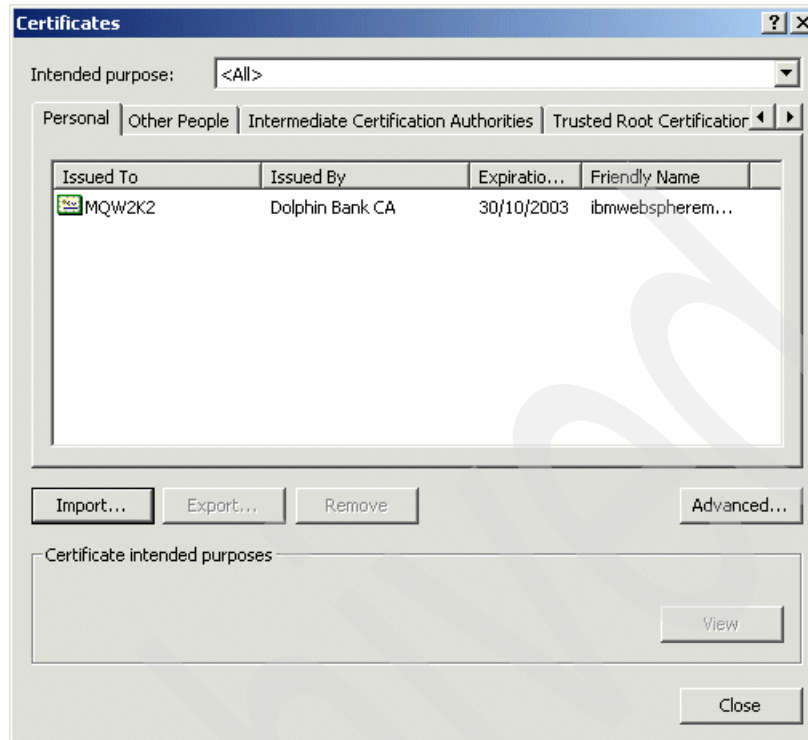 Certificates
Intended purpose: <All>
Personal Other People Intermediate Certification Authorities Trusted Root Certification
Issued To Issued By Expiratio... Friendly Name
MQW2K2 Dolphin Bank CA 30/10/2003 ibmwebspherem...
Import... Export... Remove Advanced...
Certificate intended purposes
View
Close